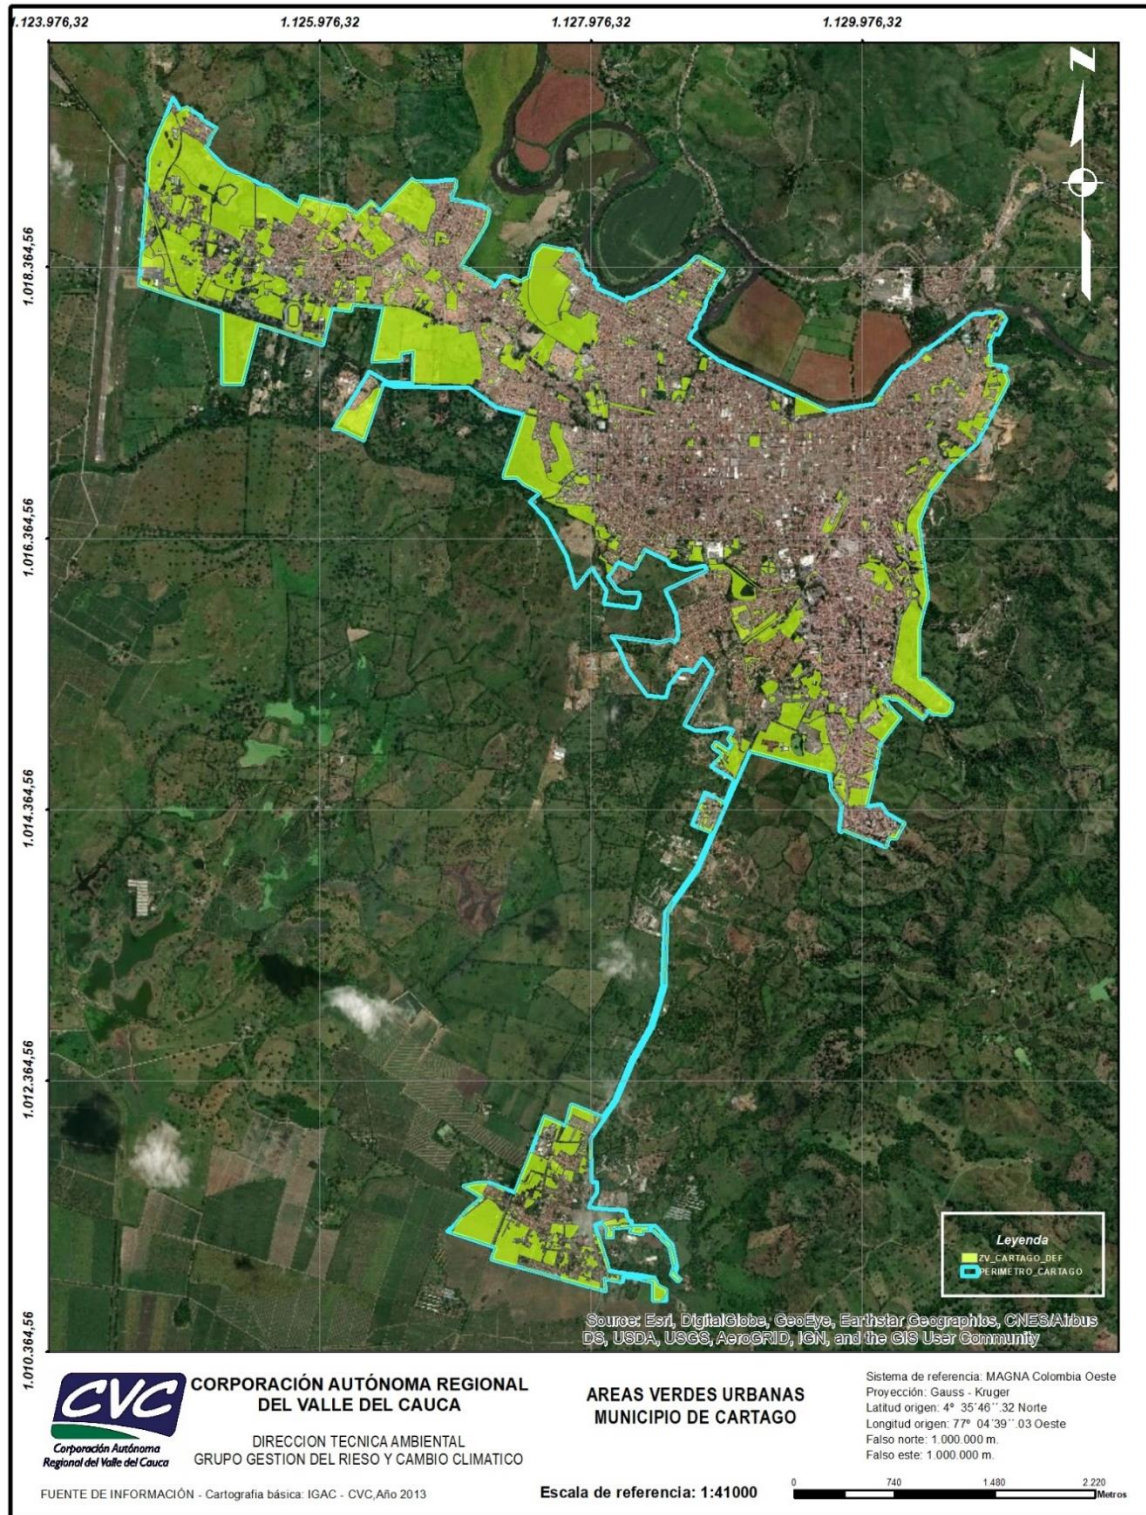 1.123.976,32
1.125.976,32
1.127.976,32
1.129.976,32
N
1.018.364,56
1.016.364,56
1.014.364,56
1.012.364,56
1.010.364,56
Leyenda
ZV_CARTAGO_DEF
PERIMETRO_CARTAGO
Source: Esri, DigitalGlobe, GeoEye, Earthstar Geographics, CNES/Airbus
DS, USDA, USGS, AeroGRID, IGN, and the GIS User Community
CVC
Corporación Autónoma
Regional del Valle del Cauca
CORPORACIÓN AUTÓNOMA REGIONAL
DEL VALLE DEL CAUCA
DIRECCION TECNICA AMBIENTAL
GRUPO GESTION DEL RIESO Y CAMBIO CLIMATICO
FUENTE DE INFORMACIÓN - Cartografia básica: IGAC - CVC,Año 2013
AREAS VERDES URBANAS
MUNICIPIO DE CARTAGO
Escala de referencia: 1:41000
Sistema de referencia: MAGNA Colombia Oeste
Proyección: Gauss - Kruger
Latitud origen: 4º 35'46´´.32 Norte
Longitud origen: 77º 04'39´´.03 Oeste
Falso norte: 1.000.000 m.
Falso este: 1.000.000 m.
0 740 1.480 2.220
Metros